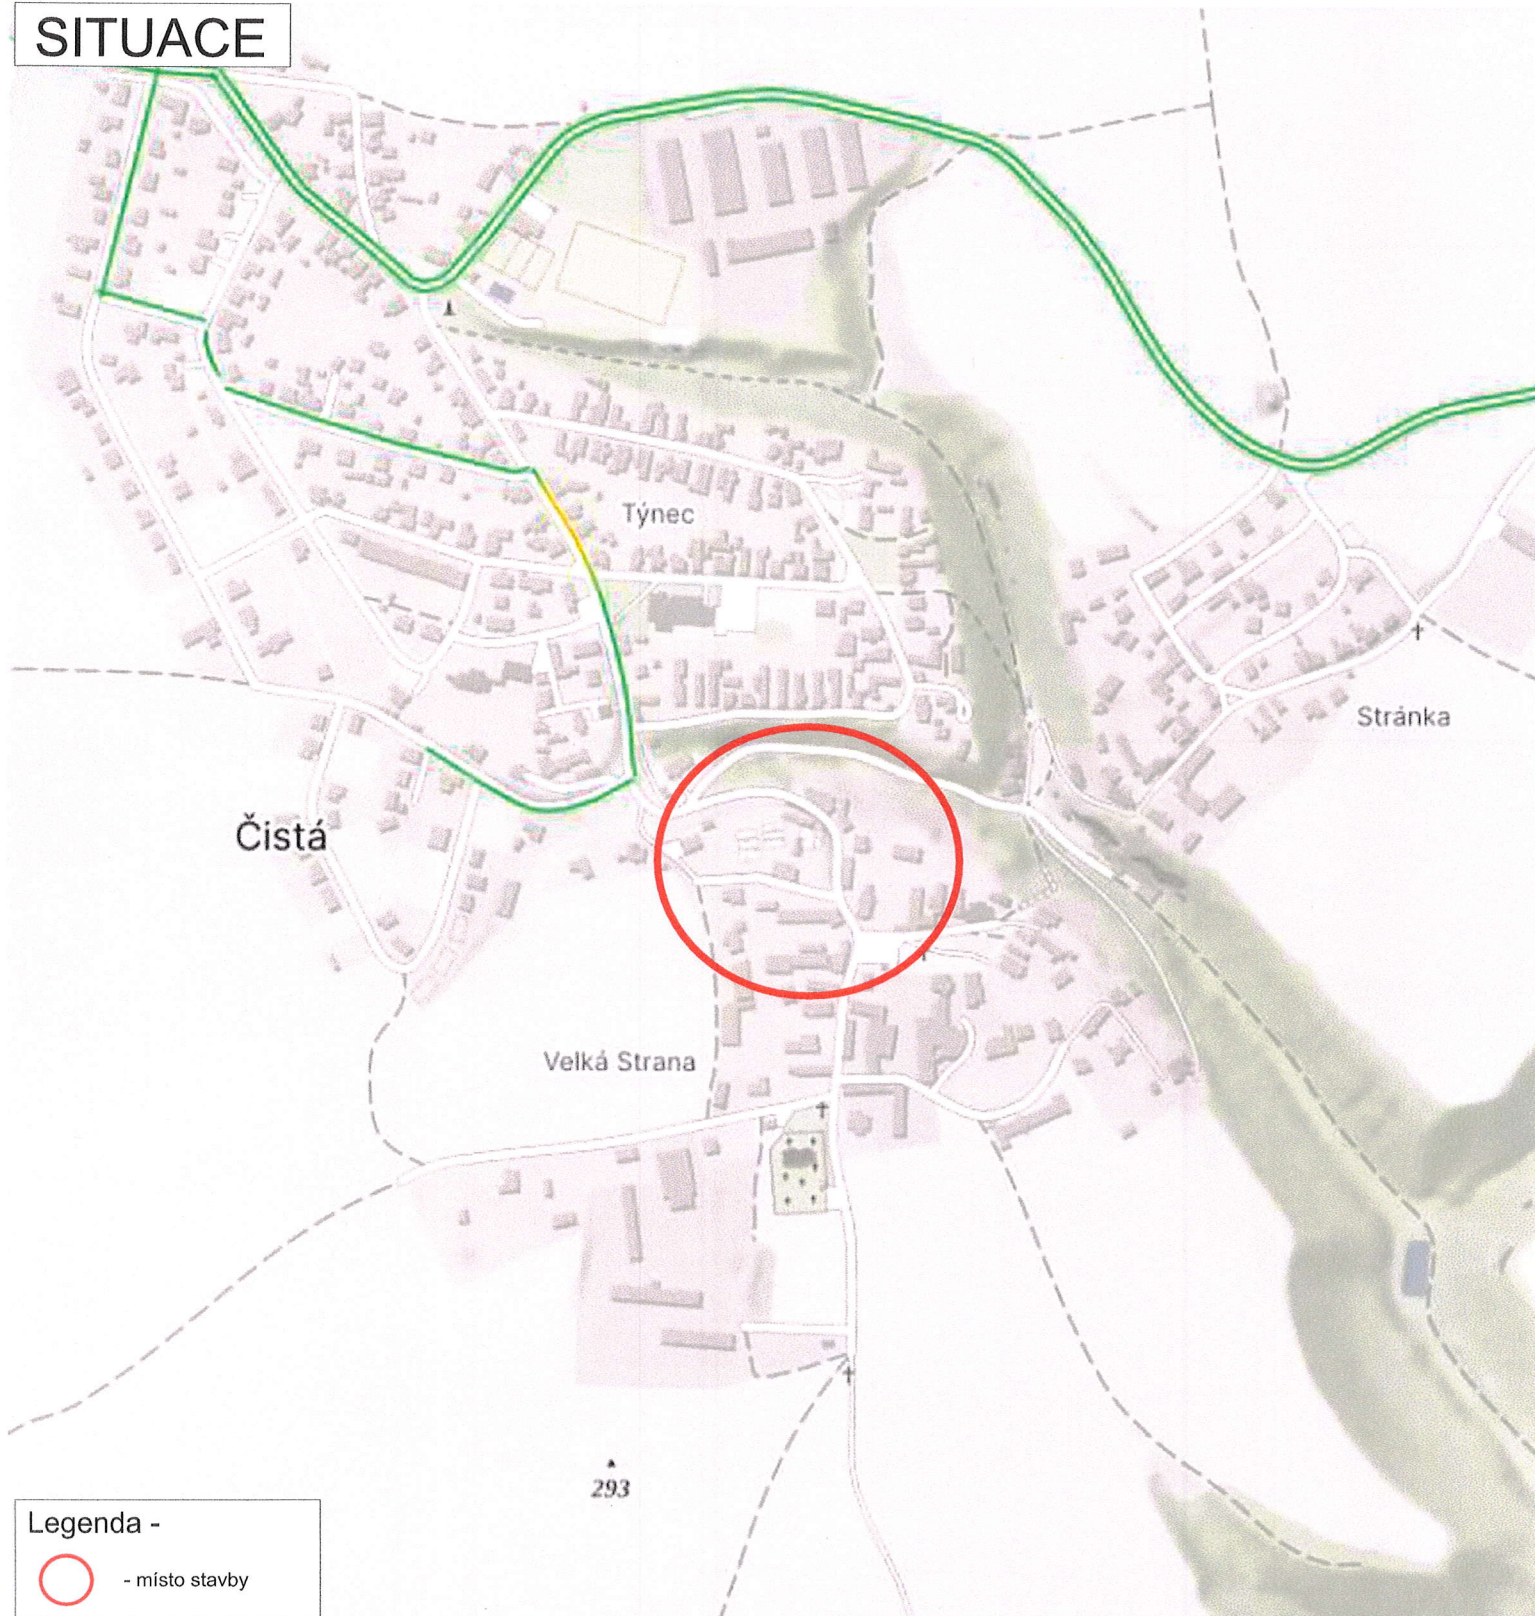 SITUACE
Týnec
Stránka
Čistá
Velká Strana
293
Legenda -
- místo stavby